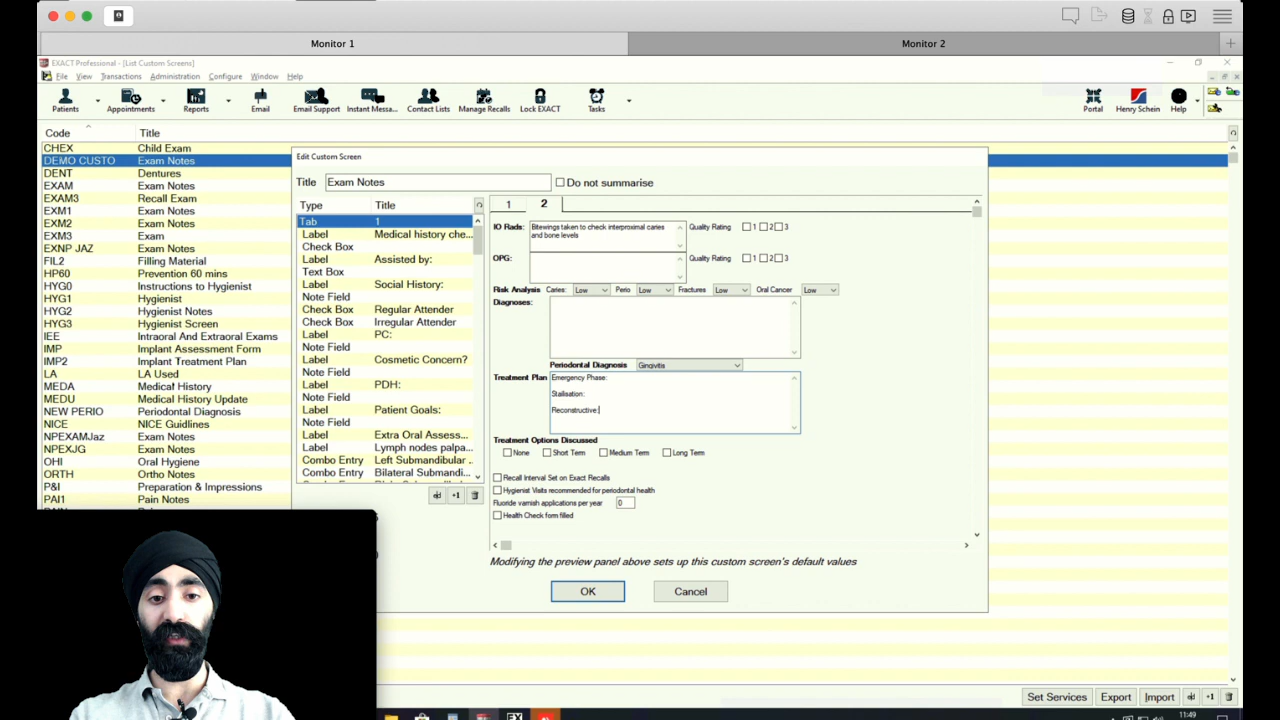 Monitor 1
Monitor 2
EXACT Professional - [List Custom Screens]
File View Transactions Administration Configure Window Help
Patients Appointments Reports Email Email Support Instant Messa... Contact Lists Manage Recalls Lock EXACT Tasks Portal Henry Schein Help
Code Title
CHEX Child Exam
DEMO CUSTO Exam Notes
DENT Dentures
EXAM Exam Notes
EXAM3 Recall Exam
EXM1 Exam Notes
EXM2 Exam Notes
EXM3 Exam
EXNP JAZ Exam Notes
FIL2 Filling Material
HP60 Prevention 60 mins
HYG0 Instructions to Hygienist
HYG1 Hygienist
HYG2 Hygienist Notes
HYG3 Hygienist Screen
IEE Intraoral And Extraoral Exams
IMP Implant Assessment Form
IMP2 Implant Treatment Plan
LA LA Used
MEDA Medical History
MEDU Medical History Update
NEW PERIO Periodontal Diagnosis
NICE NICE Guidlines
NPEXAMJaz Exam Notes
NPEXJG Exam Notes
OHI Oral Hygiene
ORTH Ortho Notes
P&I Preparation & Impressions
PAI1 Pain Notes
Edit Custom Screen
Title Exam Notes Do not summarise
Type Title
Tab 1
Label Medical history che...
Check Box
Label Assisted by:
Text Box
Label Social History:
Note Field
Check Box Regular Attender
Check Box Irregular Attender
Label PC:
Note Field
Label Cosmetic Concern?
Note Field
Label PDH:
Note Field
Label Patient Goals:
Note Field
Label Extra Oral Assess...
Label Lymph nodes palpa...
Combo Entry Left Submandibular ..
Combo Entry Bilateral Submandi...
+1
1 2
IO Rads: Bitewings taken to check interproximal caries
and bone levels
Quality Rating 1 2 3
OPG: Quality Rating 1 2 3
Risk Analysis Caries: Low Perio Low Fractures Low Oral Cancer Low
Diagnoses:
Periodontal Diagnosis Gingivitis
Treatment Plan Emergency Phase:
Stalisation:
Reconstructive:
Treatment Options Discussed
None Short Term Medium Term Long Term
Recall Interval Set on Exact Recalls
Hygienist Visits recommended for periodontal health
Fluoride varnish applications per year 0
Health Check form filled
Modifying the preview panel above sets up this custom screen's default values
OK Cancel
Set Services Export Import +1
11:49